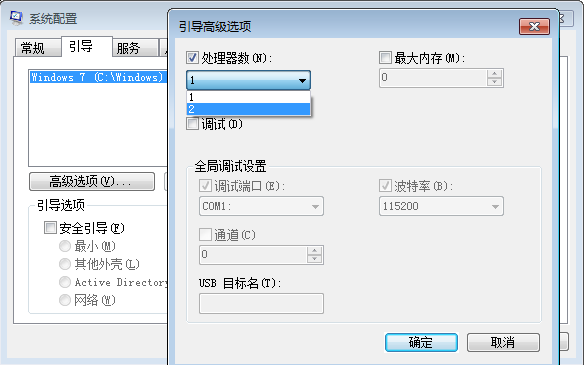 系统配置
常规
引导
服务
Windows 7 (C:\Windows)
高级选项(V)...
引导选项
安全引导(F)
最小(M)
其他外壳(L)
Active Directory
网络(W)
引导高级选项
处理器数(N):
最大内存(M):
1
0
1
2
调试(D)
全局调试设置
调试端口(E):
波特率(B):
COM1:
115200
通道(C)
0
USB 目标名(T):
确定
取消